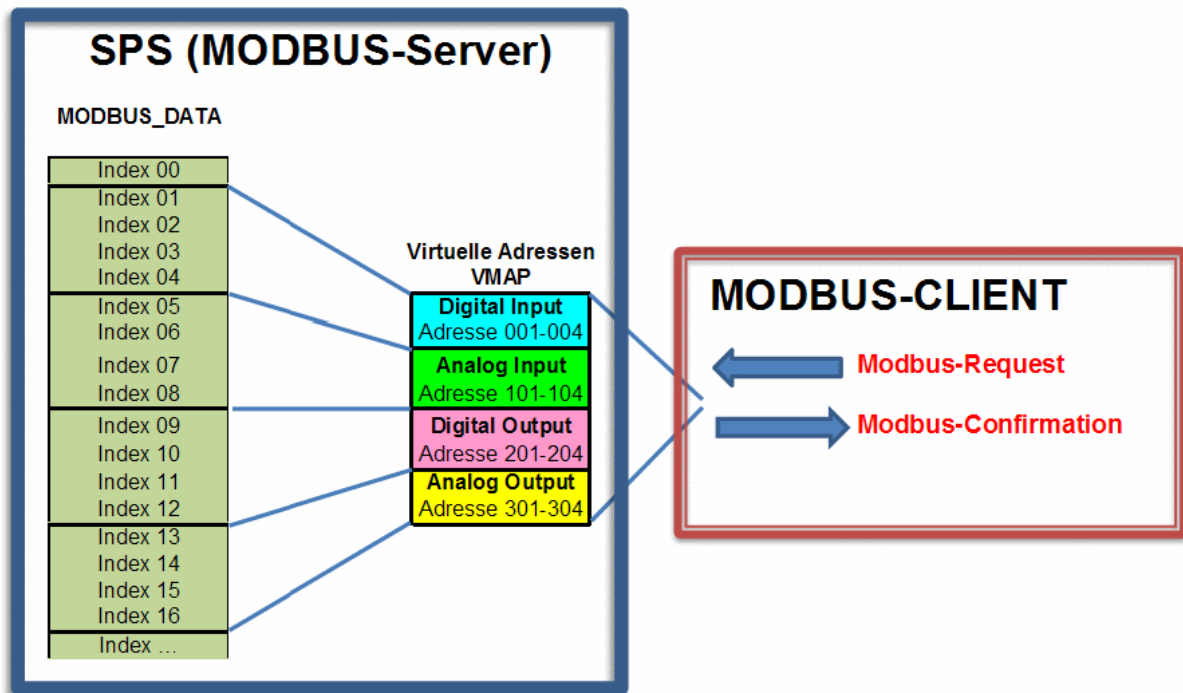 SPS (MODBUS-Server)
MODBUS_DATA
Index 00
Index 01
Index 02
Index 03
Index 04
Index 05
Index 06
Index 07
Index 08
Index 09
Index 10
Index 11
Index 12
Index 13
Index 14
Index 15
Index 16
Index ...
Virtuelle Adressen
VMAP
Digital Input
Adresse 001-004
Analog Input
Adresse 101-104
Digital Output
Adresse 201-204
Analog Output
Adresse 301-304
MODBUS-CLIENT
Modbus-Request
Modbus-Confirmation